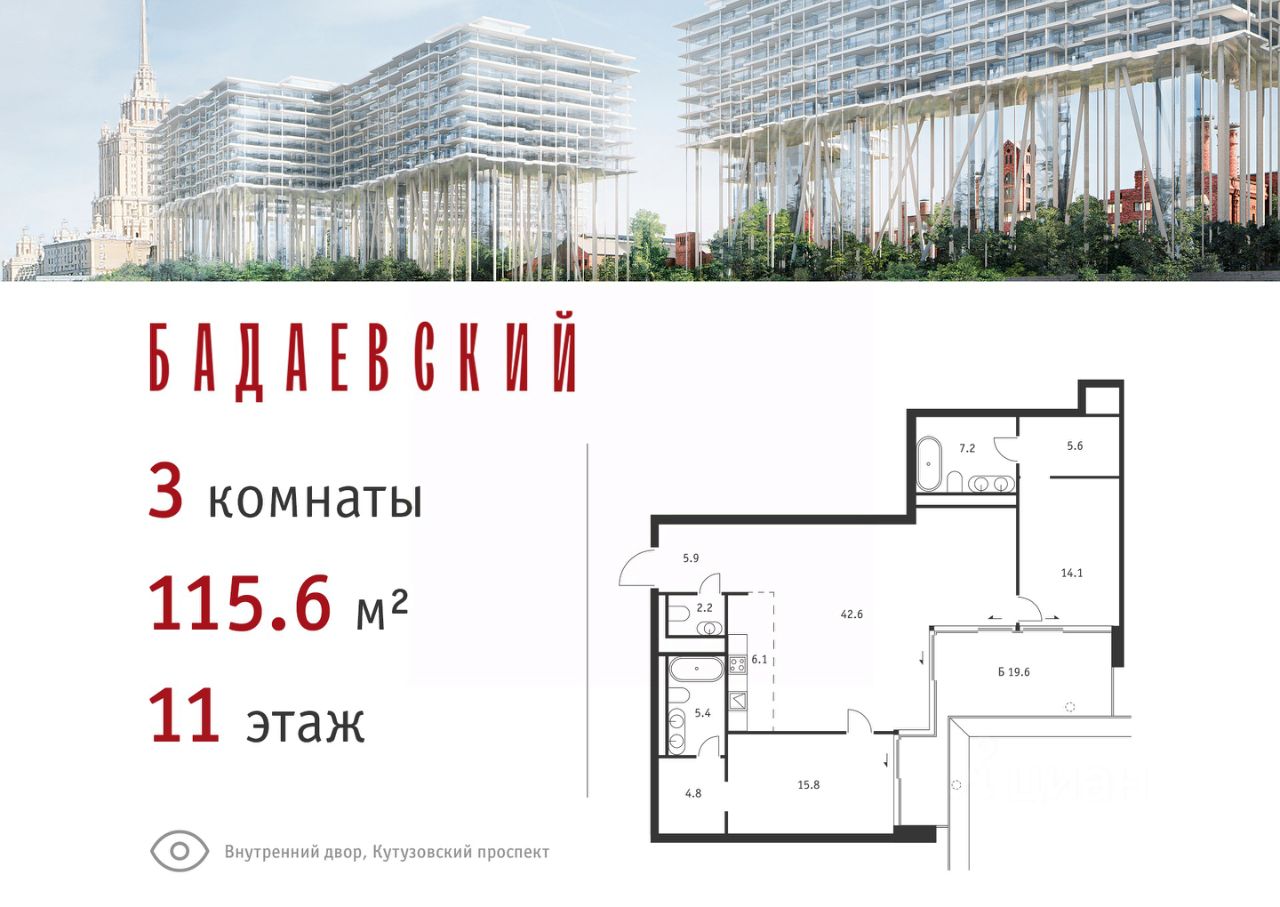 БАДАЕВСКИЙ
3 комнаты
115.6 м²
11 этаж
Внутренний двор, Кутузовский проспект
7.2
5.6
5.9
14.1
2.2
42.6
6.1
Б 19.6
5.4
15.8
4.8
циан